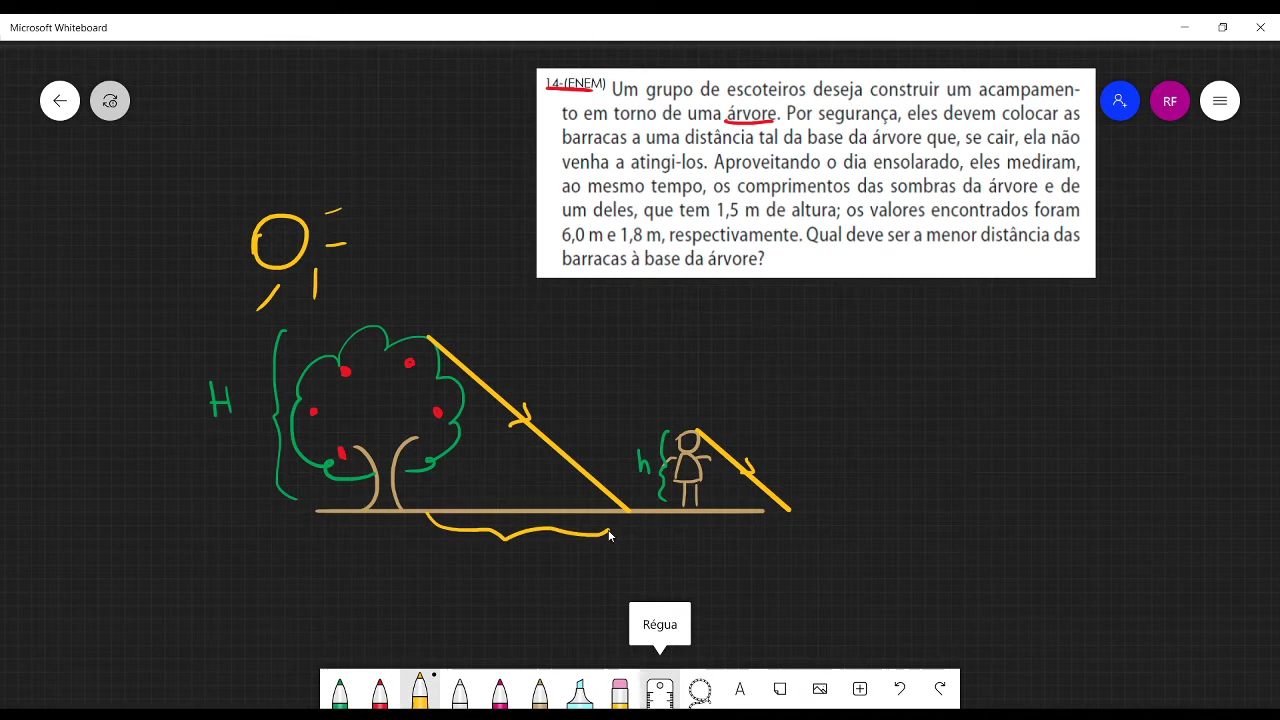 Microsoft Whiteboard
14-(ENEM) Um grupo de escoteiros deseja construir um acampamen-
to em torno de uma árvore. Por segurança, eles devem colocar as
barracas a uma distância tal da base da árvore que, se cair, ela não
venha a atingi-los. Aproveitando o dia ensolarado, eles mediram,
ao mesmo tempo, os comprimentos das sombras da árvore e de
um deles, que tem 1,5 m de altura; os valores encontrados foram
6,0 m e 1,8 m, respectivamente. Qual deve ser a menor distância das
barracas à base da árvore?
RF
H
h
Régua
A